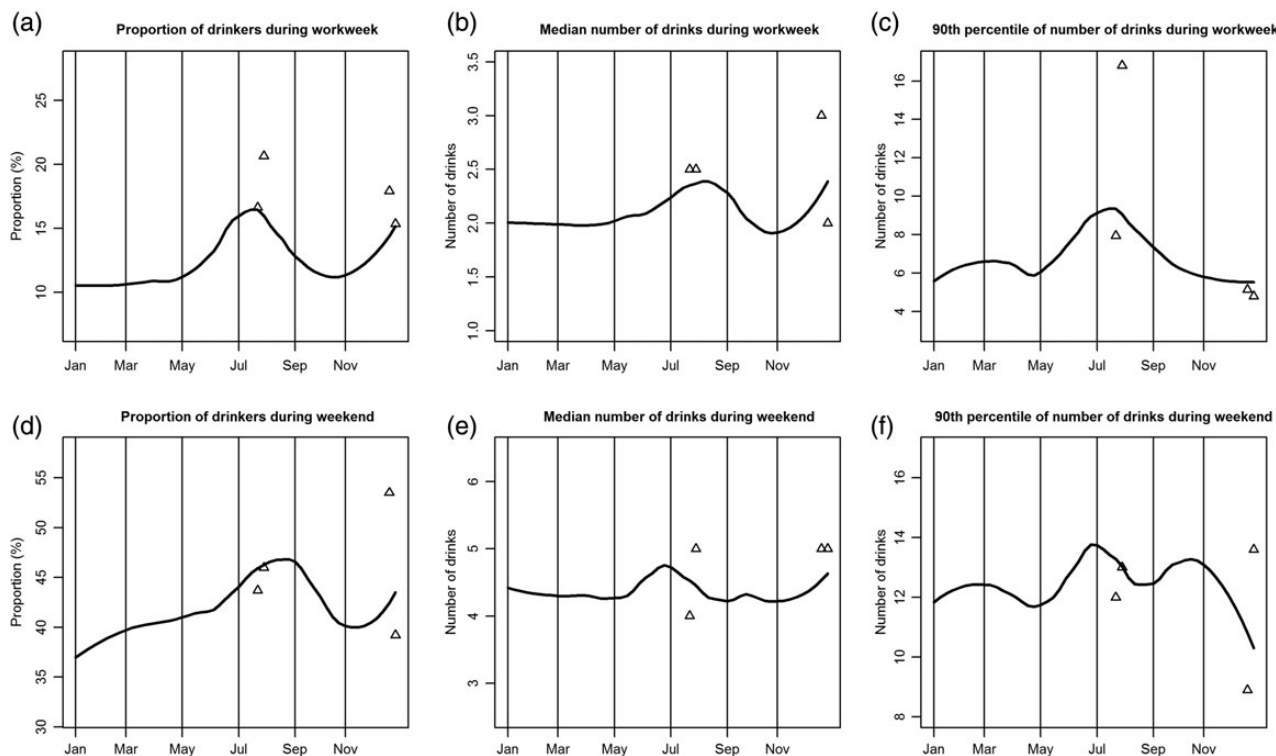 (a) Proportion of drinkers during workweek
Proportion (%)
25
20
15
10
Jan Mar May Jul Sep Nov
(b) Median number of drinks during workweek
Number of drinks
3.5
3.0
2.5
2.0
1.5
1.0
Jan Mar May Jul Sep Nov
(c) 90th percentile of number of drinks during workweek
Number of drinks
16
14
12
10
8
6
4
Jan Mar May Jul Sep Nov
(d) Proportion of drinkers during weekend
Proportion (%)
55
50
45
40
35
30
Jan Mar May Jul Sep Nov
(e) Median number of drinks during weekend
Number of drinks
6
5
4
3
Jan Mar May Jul Sep Nov
(f) 90th percentile of number of drinks during weekend
Number of drinks
16
14
12
10
8
Jan Mar May Jul Sep Nov